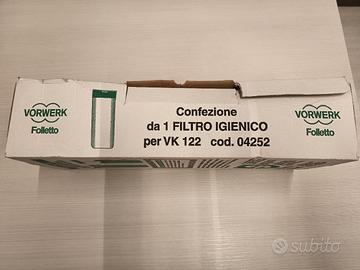 VORWERK
Folletto
Confezione
da 1 FILTRO IGIENICO
per VK 122 cod. 04252
VORWERK
Folletto
subito